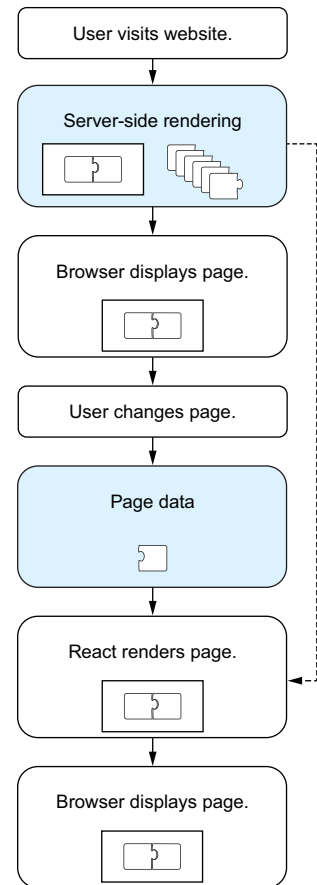 User visits website.
Server-side rendering
Browser displays page.
User changes page.
Page data
React renders page.
Browser displays page.